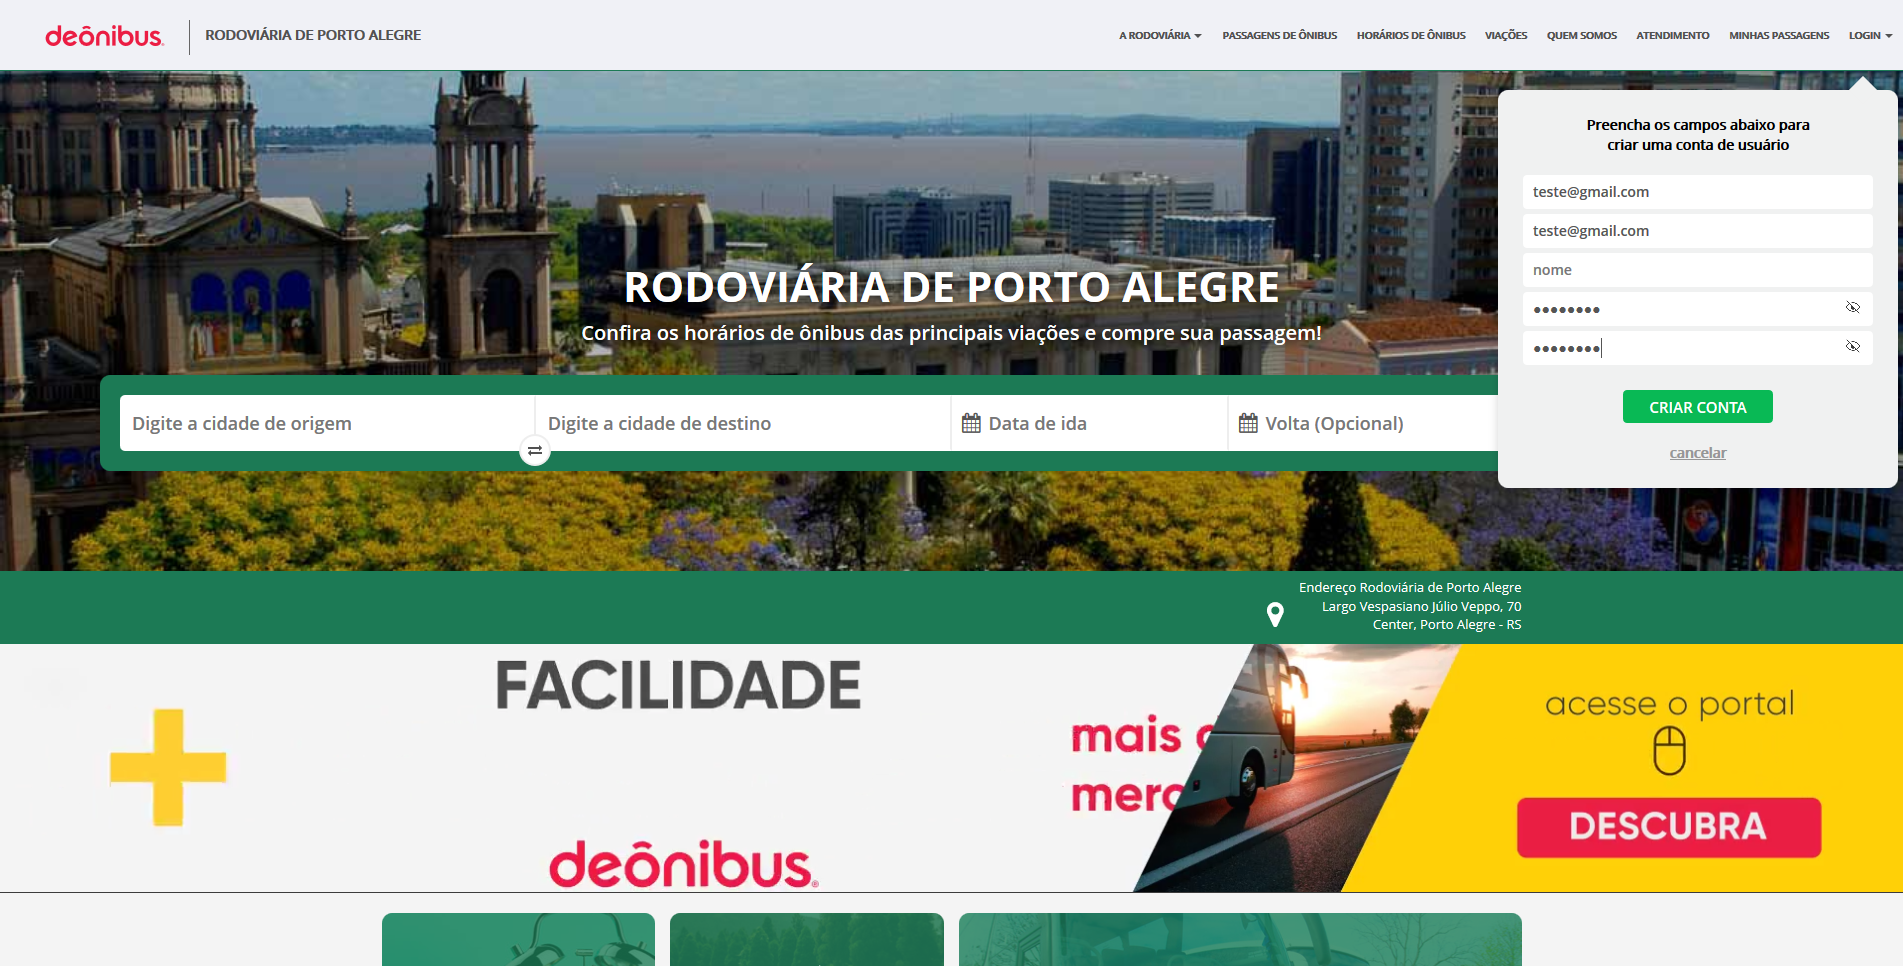 deônibus
RODOVIÁRIA DE PORTO ALEGRE
A RODOVIÁRIA
PASSAGENS DE ÔNIBUS
HORÁRIOS DE ÔNIBUS
VIAÇÕES
QUEM SOMOS
ATENDIMENTO
MINHAS PASSAGENS
LOGIN
Preencha os campos abaixo para
criar uma conta de usuário
teste@gmail.com
teste@gmail.com
nome
••••••••
••••••••
CRIAR CONTA
cancelar
RODOVIÁRIA DE PORTO ALEGRE
Confira os horários de ônibus das principais viações e compre sua passagem!
Digite a cidade de origem
Digite a cidade de destino
Data de ida
Volta (Opcional)
Endereço Rodoviária de Porto Alegre
Largo Vespasiano Júlio Veppo, 70
Center, Porto Alegre - RS
+
FACILIDADE
deônibus®
mais
merc
acesse o portal
DESCUBRA